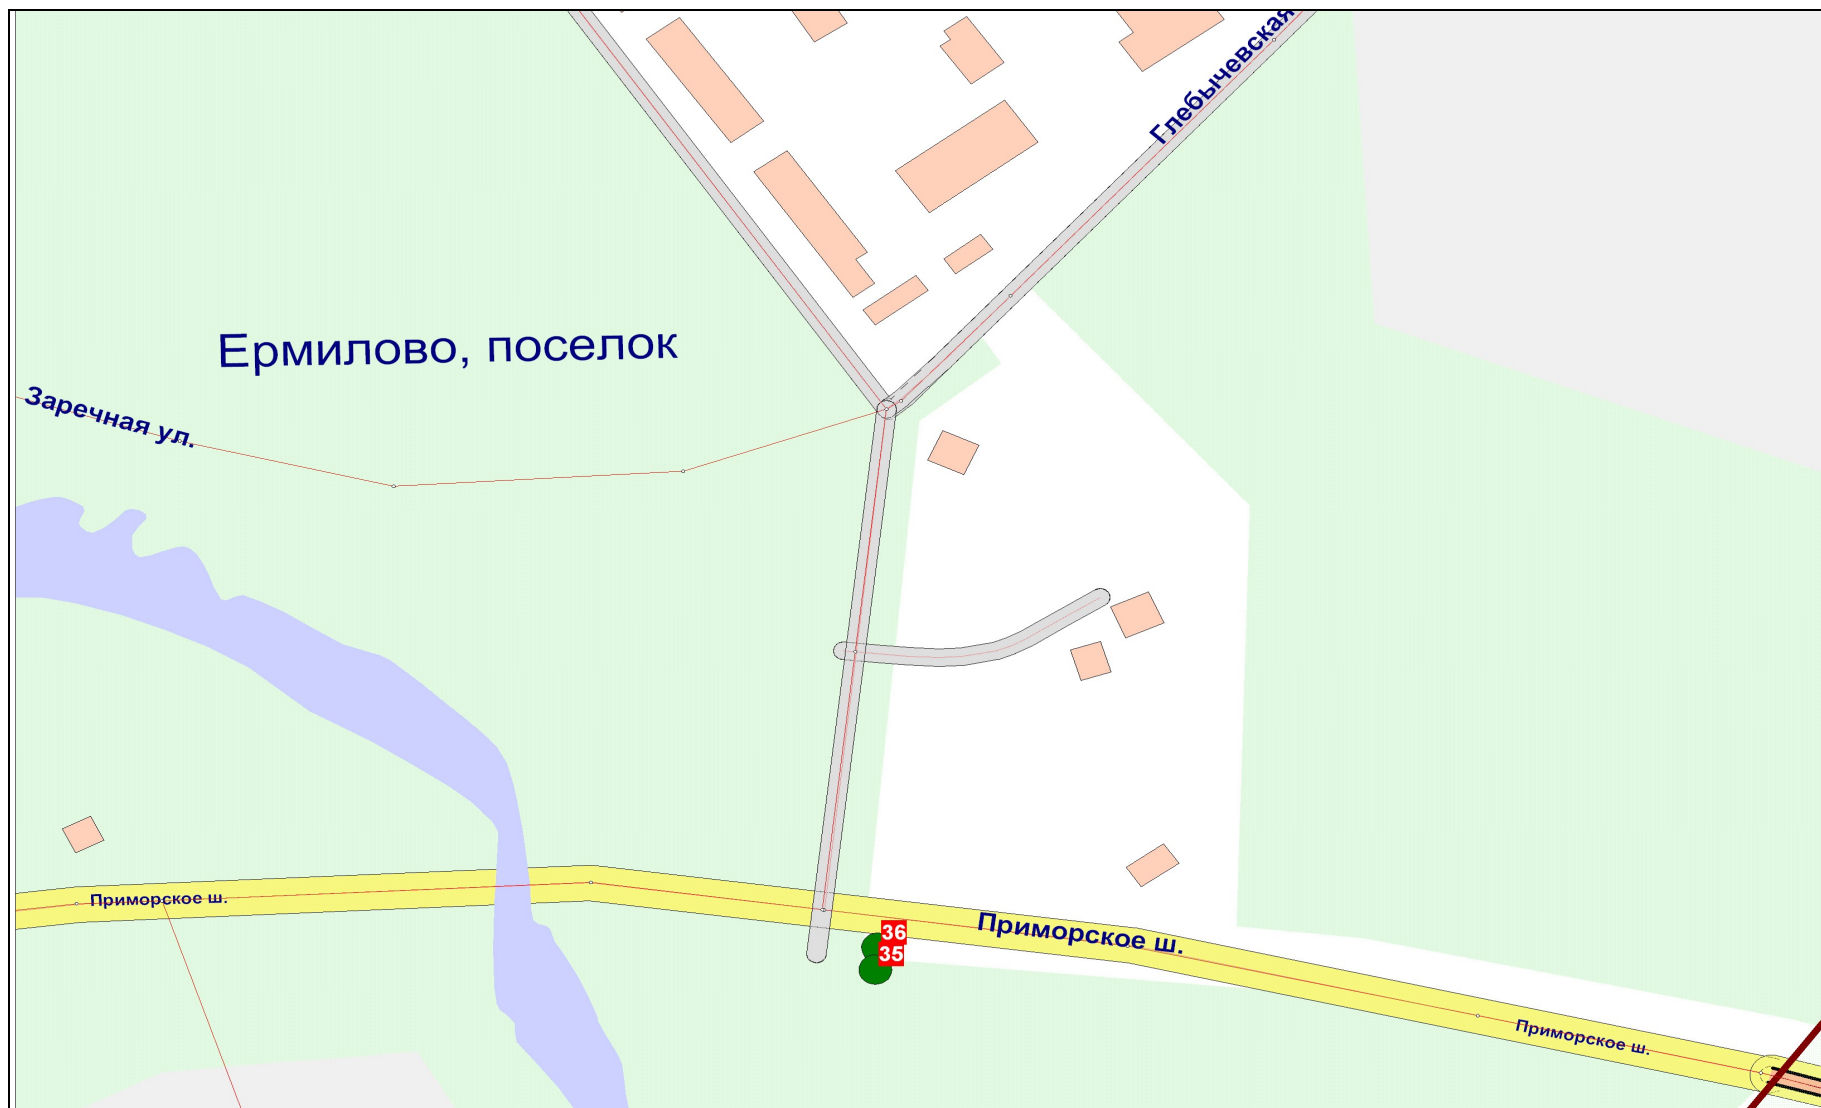 Глебычевская
Ермилово, поселок
Заречная ул.
Приморское ш.
36
Приморское ш.
35
Приморское ш.